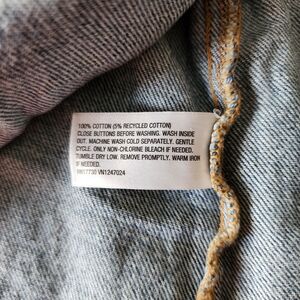 100% COTTON (5% RECYCLED COTTON)
CLOSE BUTTONS BEFORE WASHING. WASH INSIDE
OUT. MACHINE WASH COLD SEPARATELY. GENTLE
CYCLE. ONLY NON-CHLORINE BLEACH IF NEEDED.
TUMBLE DRY LOW. REMOVE PROMPTLY. WARM IRON
IF NEEDED.
RN17730 VN1247024